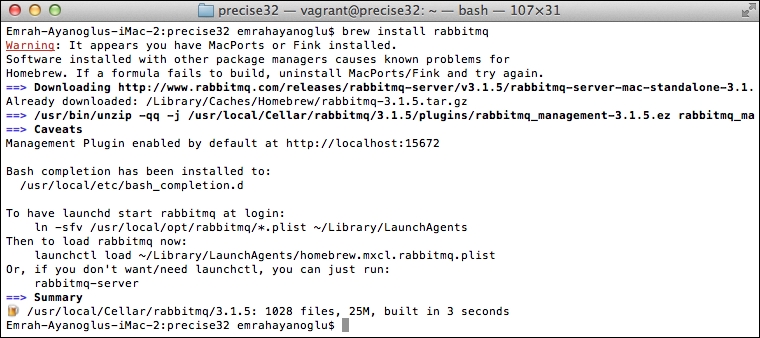 precise32 — vagrant@precise32: ~ — bash — 107×31
Emrah-Ayanoglus-iMac-2:precise32 emrahayanoglu$ brew install rabbitmq
Warning: It appears you have MacPorts or Fink installed.
Software installed with other package managers causes known problems for
Homebrew. If a formula fails to build, uninstall MacPorts/Fink and try again.
==> Downloading http://www.rabbitmq.com/releases/rabbitmq-server/v3.1.5/rabbitmq-server-mac-standalone-3.1.
Already downloaded: /Library/Caches/Homebrew/rabbitmq-3.1.5.tar.gz
==> /usr/bin/unzip -qq -j /usr/local/Cellar/rabbitmq/3.1.5/plugins/rabbitmq_management-3.1.5.ez rabbitmq_ma
==> Caveats
Management Plugin enabled by default at http://localhost:15672
Bash completion has been installed to:
/usr/local/etc/bash_completion.d
To have launchd start rabbitmq at login:
ln -sfv /usr/local/opt/rabbitmq/*.plist ~/Library/LaunchAgents
Then to load rabbitmq now:
launchctl load ~/Library/LaunchAgents/homebrew.mxcl.rabbitmq.plist
Or, if you don't want/need launchctl, you can just run:
rabbitmq-server
==> Summary
🍺 /usr/local/Cellar/rabbitmq/3.1.5: 1028 files, 25M, built in 3 seconds
Emrah-Ayanoglus-iMac-2:precise32 emrahayanoglu$